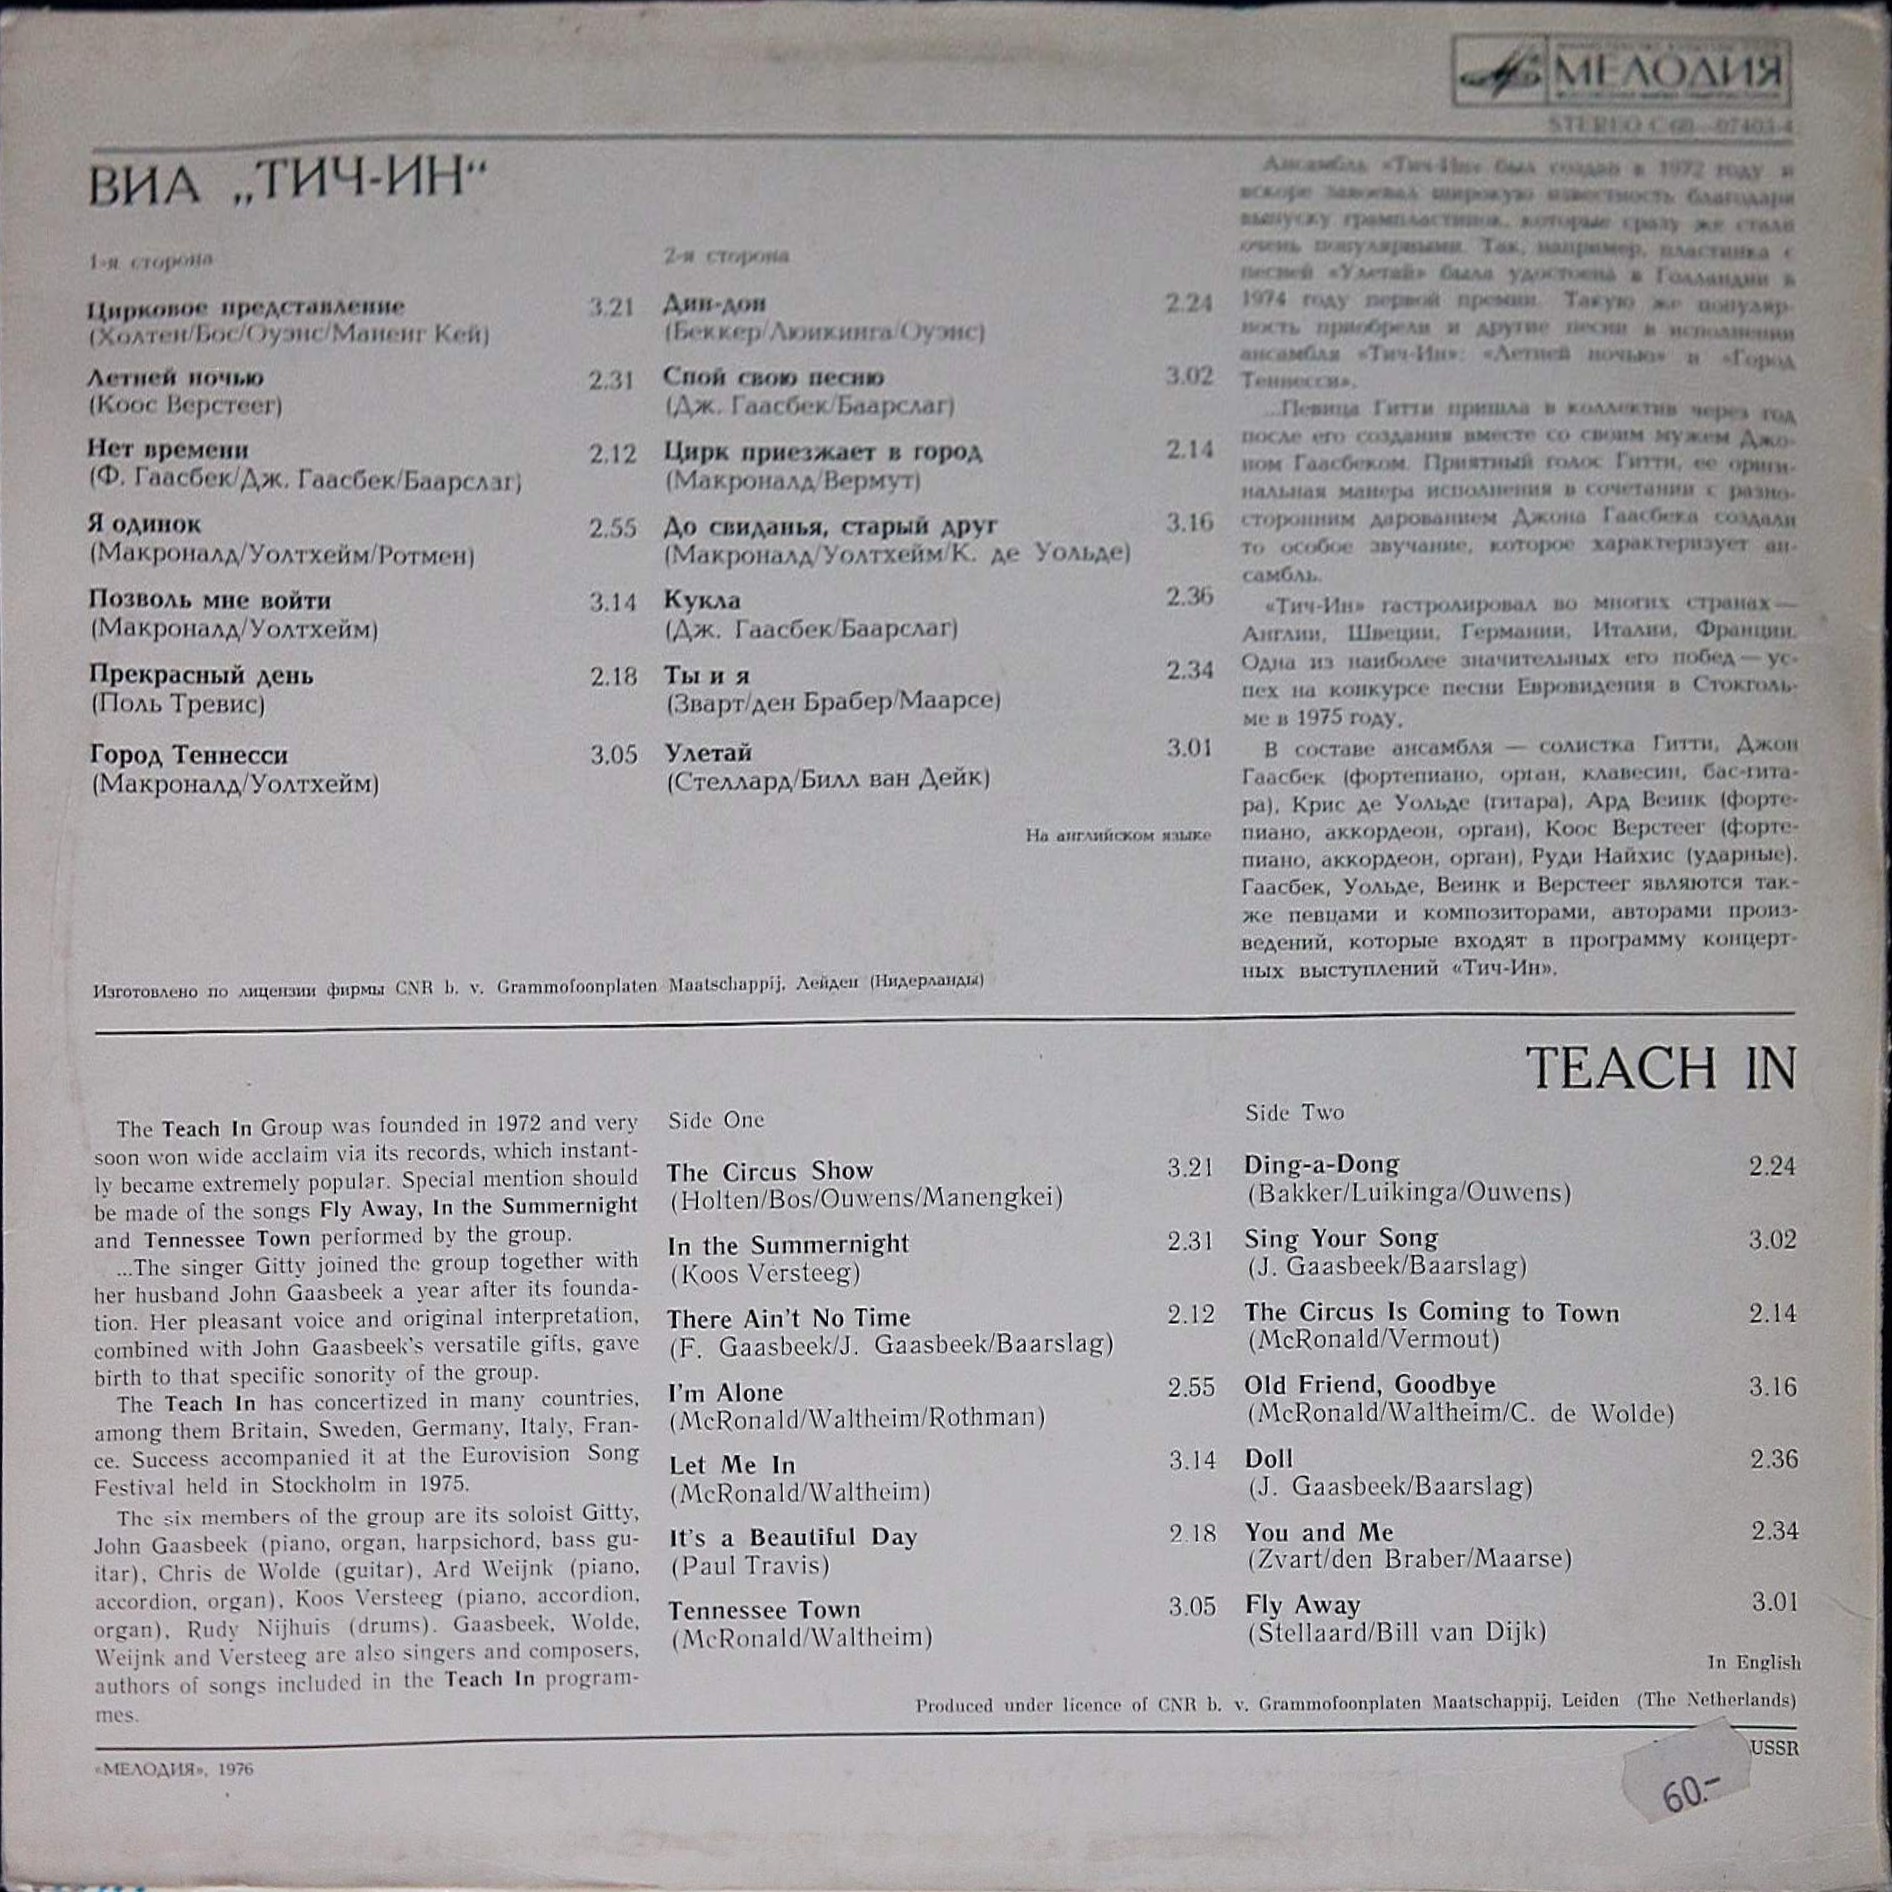 МЕЛОДИЯ
STEREO С 60—07403-4
ВИА „ТИЧ-ИН“
1-я сторона
Цирковое представление 3.21
(Холтен/Бос/Оуэнс/Маненг Кей)
Летней ночью 2.31
(Коос Верстеег)
Нет времени 2.12
(Ф. Гаасбек/Дж. Гаасбек/Баарслаг)
Я одинок 2.55
(Макроналд/Уолтхейм/Ротмен)
Позволь мне войти 3.14
(Макроналд/Уолтхейм)
Прекрасный день 2.18
(Поль Тревис)
Город Теннесси 3.05
(Макроналд/Уолтхейм)
2-я сторона
Дин-дон 2.24
(Беккер/Люикинга/Оуэнс)
Спой свою песню 3.02
(Дж. Гаасбек/Баарслаг)
Цирк приезжает в город 2.14
(Макроналд/Вермут)
До свиданья, старый друг 3.16
(Макроналд/Уолтхейм/К. де Уольде)
Кукла 2.36
(Дж. Гаасбек/Баарслаг)
Ты и я 2.34
(Зварт/ден Брабер/Маарсе)
Улетай 3.01
(Стеллард/Билл ван Дейк)
На английском языке
Ансамбль «Тич-Ин» был создан в 1972 году и
вскоре завоевал широкую известность благодаря
выпуску грампластинок, которые сразу же стали
очень популярными. Так, например, пластинка с
песней «Улетай» была удостоена в Голландии в
1974 году первой премии. Такую же популяр-
ность приобрели и другие песни в исполнении
ансамбля «Тич-Ин»: «Летней ночью» и «Город
Теннесси».
...Певица Гитти пришла в коллектив через год
после его создания вместе со своим мужем Джо-
ном Гаасбеком. Приятный голос Гитти, ее ориги-
нальная манера исполнения в сочетании с разно-
сторонним дарованием Джона Гаасбека создали
то особое звучание, которое характеризует ан-
самбль.
«Тич-Ин» гастролировал во многих странах—
Англии, Швеции, Германии, Италии, Франции.
Одна из наиболее значительных его побед—ус-
пех на конкурсе песни Евровидения в Стокголь-
ме в 1975 году.
В составе ансамбля — солистка Гитти, Джон
Гаасбек (фортепиано, орган, клавесин, бас-гита-
ра), Крис де Уольде (гитара), Ард Веинк (форте-
пиано, аккордеон, орган), Коос Верстеег (форте-
пиано, аккордеон, орган), Руди Найхис (ударные).
Гаасбек, Уольде, Веинк и Верстеег являются так-
же певцами и композиторами, авторами произ-
ведений, которые входят в программу концерт-
ных выступлений «Тич-Ин».
Изготовлено по лицензии фирмы CNR b. v. Grammofoonplaten Maatschappij, Лейден (Нидерланды)
TEACH IN
The Teach In Group was founded in 1972 and very
soon won wide acclaim via its records, which instant-
ly became extremely popular. Special mention should
be made of the songs Fly Away, In the Summernight
and Tennessee Town performed by the group.
...The singer Gitty joined the group together with
her husband John Gaasbeek a year after its founda-
tion. Her pleasant voice and original interpretation,
combined with John Gaasbeek's versatile gifts, gave
birth to that specific sonority of the group.
The Teach In has concertized in many countries,
among them Britain, Sweden, Germany, Italy, Fran-
ce. Success accompanied it at the Eurovision Song
Festival held in Stockholm in 1975.
The six members of the group are its soloist Gitty,
John Gaasbeek (piano, organ, harpsichord, bass gu-
itar), Chris de Wolde (guitar), Ard Weijnk (piano,
accordion, organ), Koos Versteeg (piano, accordion,
organ), Rudy Nijhuis (drums). Gaasbeek, Wolde,
Weijnk and Versteeg are also singers and composers,
authors of songs included in the Teach In program-
mes.
Side One
The Circus Show 3.21
(Holten/Bos/Ouwens/Manengkei)
In the Summernight 2.31
(Koos Versteeg)
There Ain't No Time 2.12
(F. Gaasbeek/J. Gaasbeek/Baarslag)
I'm Alone 2.55
(McRonald/Waltheim/Rothman)
Let Me In 3.14
(McRonald/Waltheim)
It's a Beautiful Day 2.18
(Paul Travis)
Tennessee Town 3.05
(McRonald/Waltheim)
Side Two
Ding-a-Dong 2.24
(Bakker/Luikinga/Ouwens)
Sing Your Song 3.02
(J. Gaasbeek/Baarslag)
The Circus Is Coming to Town 2.14
(McRonald/Vermout)
Old Friend, Goodbye 3.16
(McRonald/Waltheim/C. de Wolde)
Doll 2.36
(J. Gaasbeek/Baarslag)
You and Me 2.34
(Zvart/den Braber/Maarse)
Fly Away 3.01
(Stellaard/Bill van Dijk)
In English
Produced under licence of CNR b. v. Grammofoonplaten Maatschappij, Leiden (The Netherlands)
«МЕЛОДИЯ», 1976
USSR
60.-